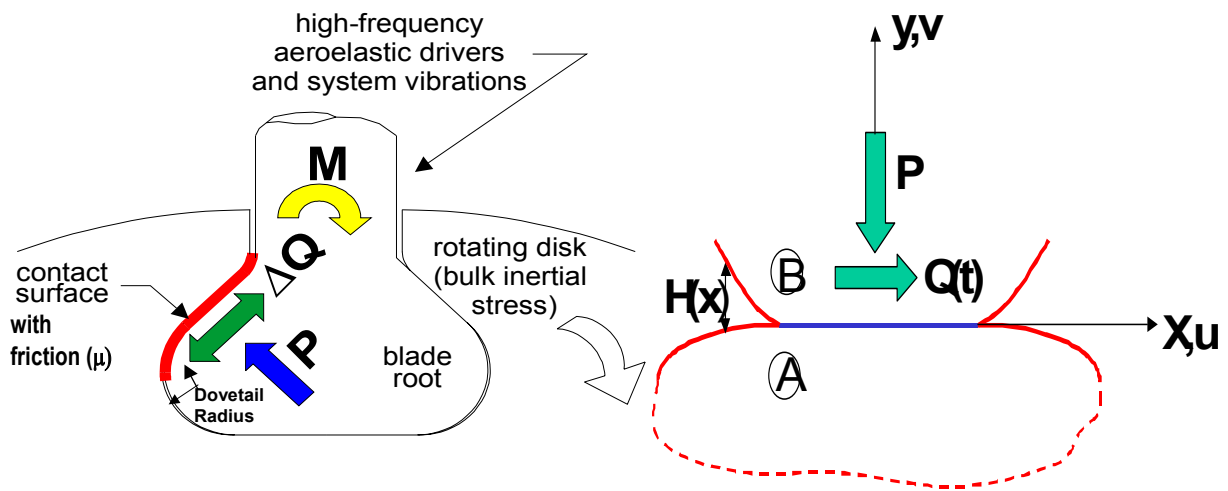 high-frequency
aeroelastic drivers
and system vibrations
M
ΔQ
P
contact
surface
with
friction (μ)
Dovetail
Radius
blade
root
rotating disk
(bulk inertial
stress)
y,v
P
B
Q(t)
H(x)
X,u
A